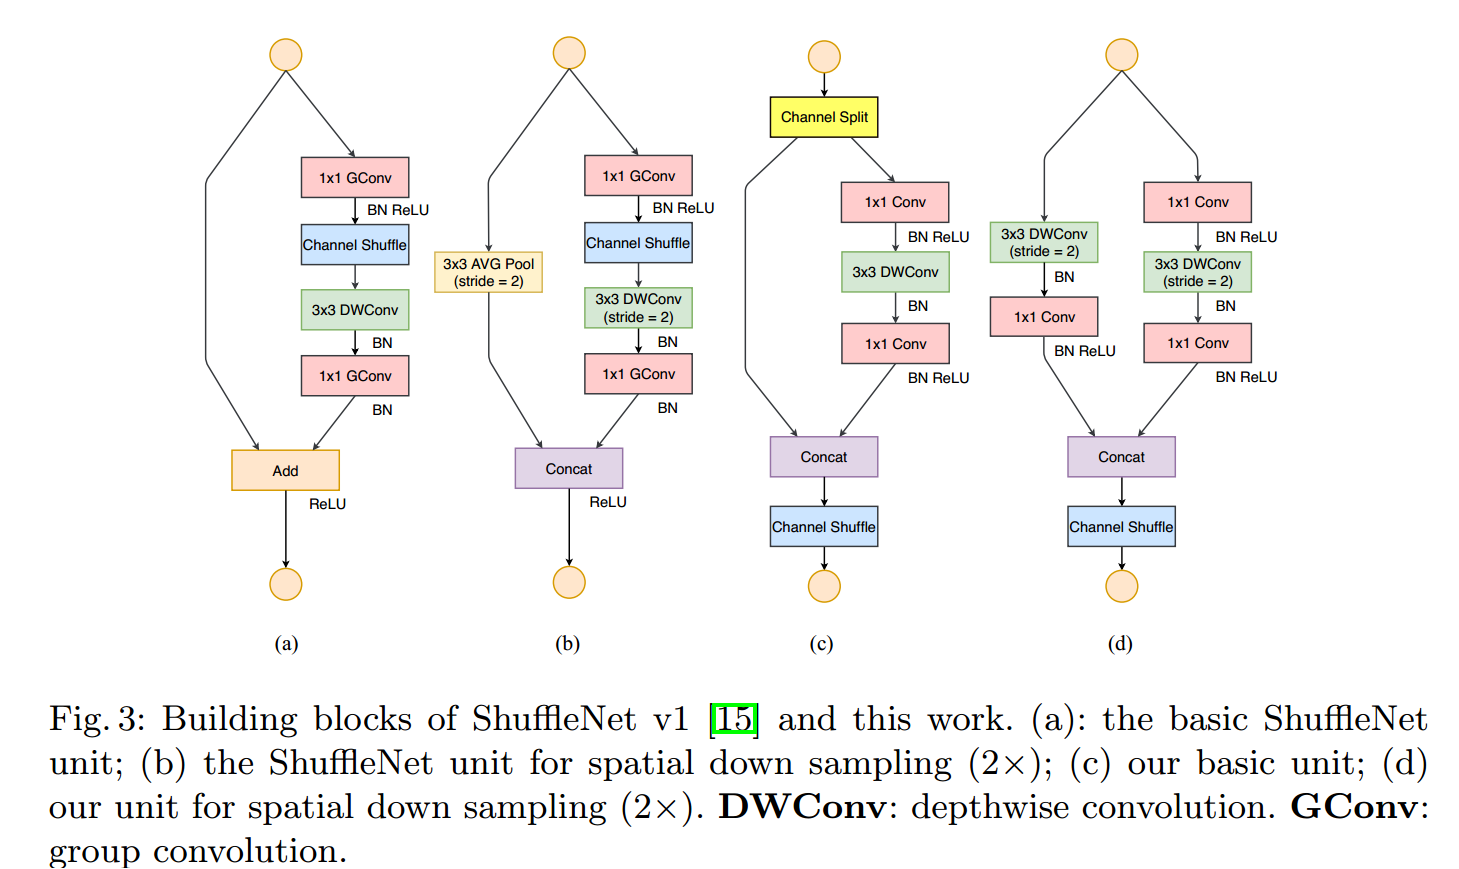 1x1 GConv
BN ReLU
Channel Shuffle
3x3 DWConv
BN
1x1 GConv
BN
Add
ReLU
(a)
1x1 GConv
BN ReLU
Channel Shuffle
3x3 AVG Pool
(stride = 2)
3x3 DWConv
(stride = 2)
BN
1x1 GConv
BN
Concat
ReLU
(b)
Channel Split
1x1 Conv
BN ReLU
3x3 DWConv
BN
1x1 Conv
BN ReLU
Concat
Channel Shuffle
(c)
3x3 DWConv
(stride = 2)
BN
1x1 Conv
BN ReLU
1x1 Conv
BN ReLU
3x3 DWConv
(stride = 2)
BN
1x1 Conv
BN ReLU
Concat
Channel Shuffle
(d)
Fig. 3: Building blocks of ShuffleNet v1 [15] and this work. (a): the basic ShuffleNet
unit; (b) the ShuffleNet unit for spatial down sampling (2×); (c) our basic unit; (d)
our unit for spatial down sampling (2×). DWConv: depthwise convolution. GConv:
group convolution.